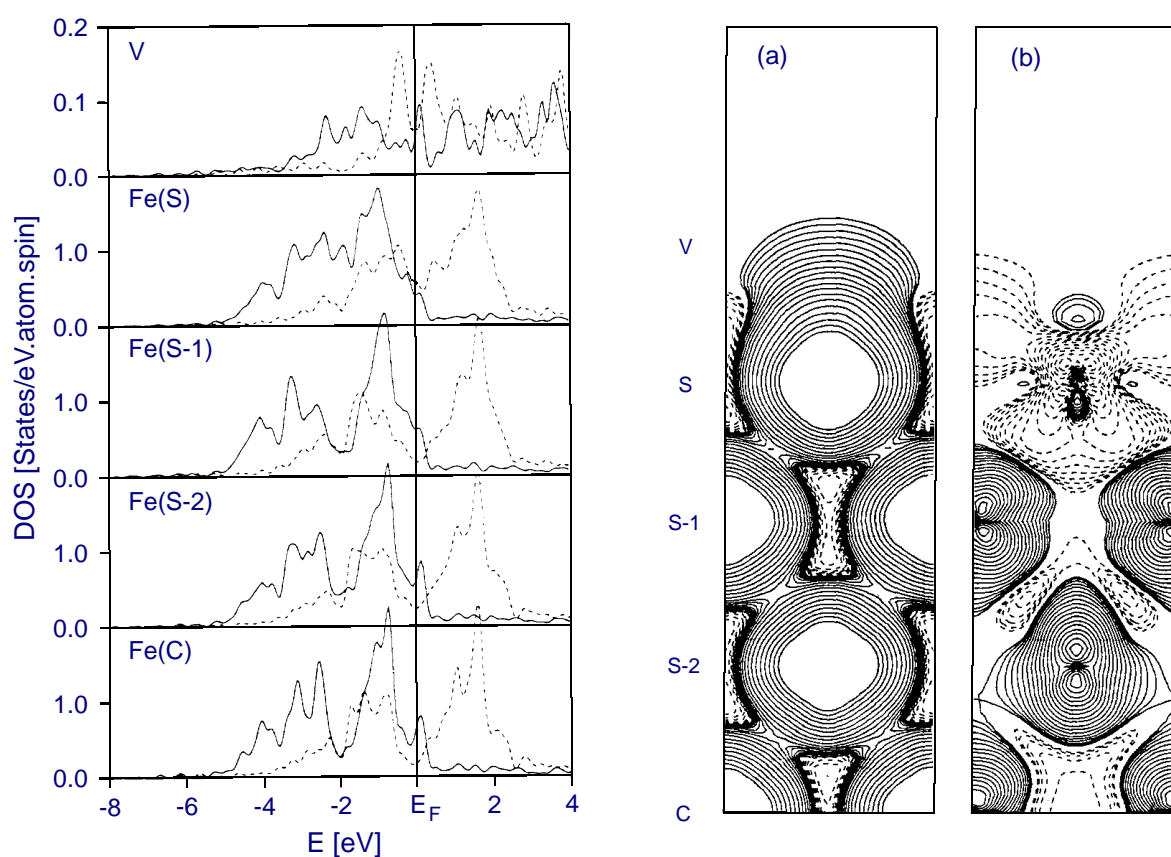 0.2
V
0.1
0.0
Fe(S)
1.0
0.0
Fe(S-1)
1.0
0.0
Fe(S-2)
1.0
0.0
Fe(C)
1.0
0.0
DOS [States/eV.atom.spin]
-8 -6 -4 -2 E_F 2 4
E [eV]
(a) (b)
V
S
S-1
S-2
C